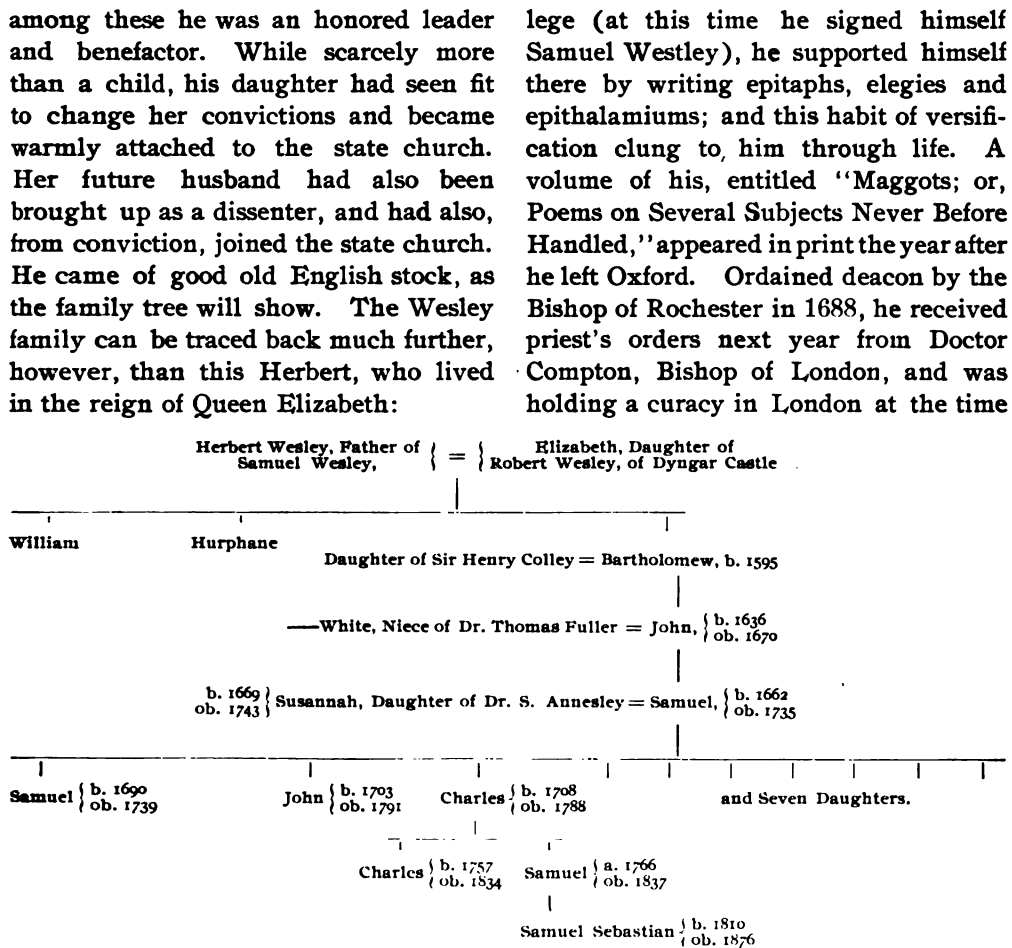 among these he was an honored leader
and benefactor. While scarcely more
than a child, his daughter had seen fit
to change her convictions and became
warmly attached to the state church.
Her future husband had also been
brought up as a dissenter, and had also,
from conviction, joined the state church.
He came of good old English stock, as
the family tree will show. The Wesley
family can be traced back much further,
however, than this Herbert, who lived
in the reign of Queen Elizabeth:
lege (at this time he signed himself
Samuel Westley), he supported himself
there by writing epitaphs, elegies and
epithalamiums; and this habit of versifi-
cation clung to him through life. A
volume of his, entitled "Maggots; or,
Poems on Several Subjects Never Before
Handled," appeared in print the year after
he left Oxford. Ordained deacon by the
Bishop of Rochester in 1688, he received
priest's orders next year from Doctor
Compton, Bishop of London, and was
holding a curacy in London at the time
Herbert Wesley, Father of
Samuel Wesley,
=
Elizabeth, Daughter of
Robert Wesley, of Dyngar Castle
William
Hurphane
Daughter of Sir Henry Colley = Bartholomew, b. 1595
—White, Niece of Dr. Thomas Fuller = John, { b. 1636
ob. 1670
b. 1669
ob. 1743 } Susannah, Daughter of Dr. S. Annesley = Samuel, { b. 1662
ob. 1735
Samuel { b. 1690
ob. 1739
John { b. 1703
ob. 1791
Charles { b. 1708
ob. 1788
and Seven Daughters.
Charles { b. 1757
ob. 1834
Samuel { a. 1766
ob. 1837
Samuel Sebastian { b. 1810
ob. 1876